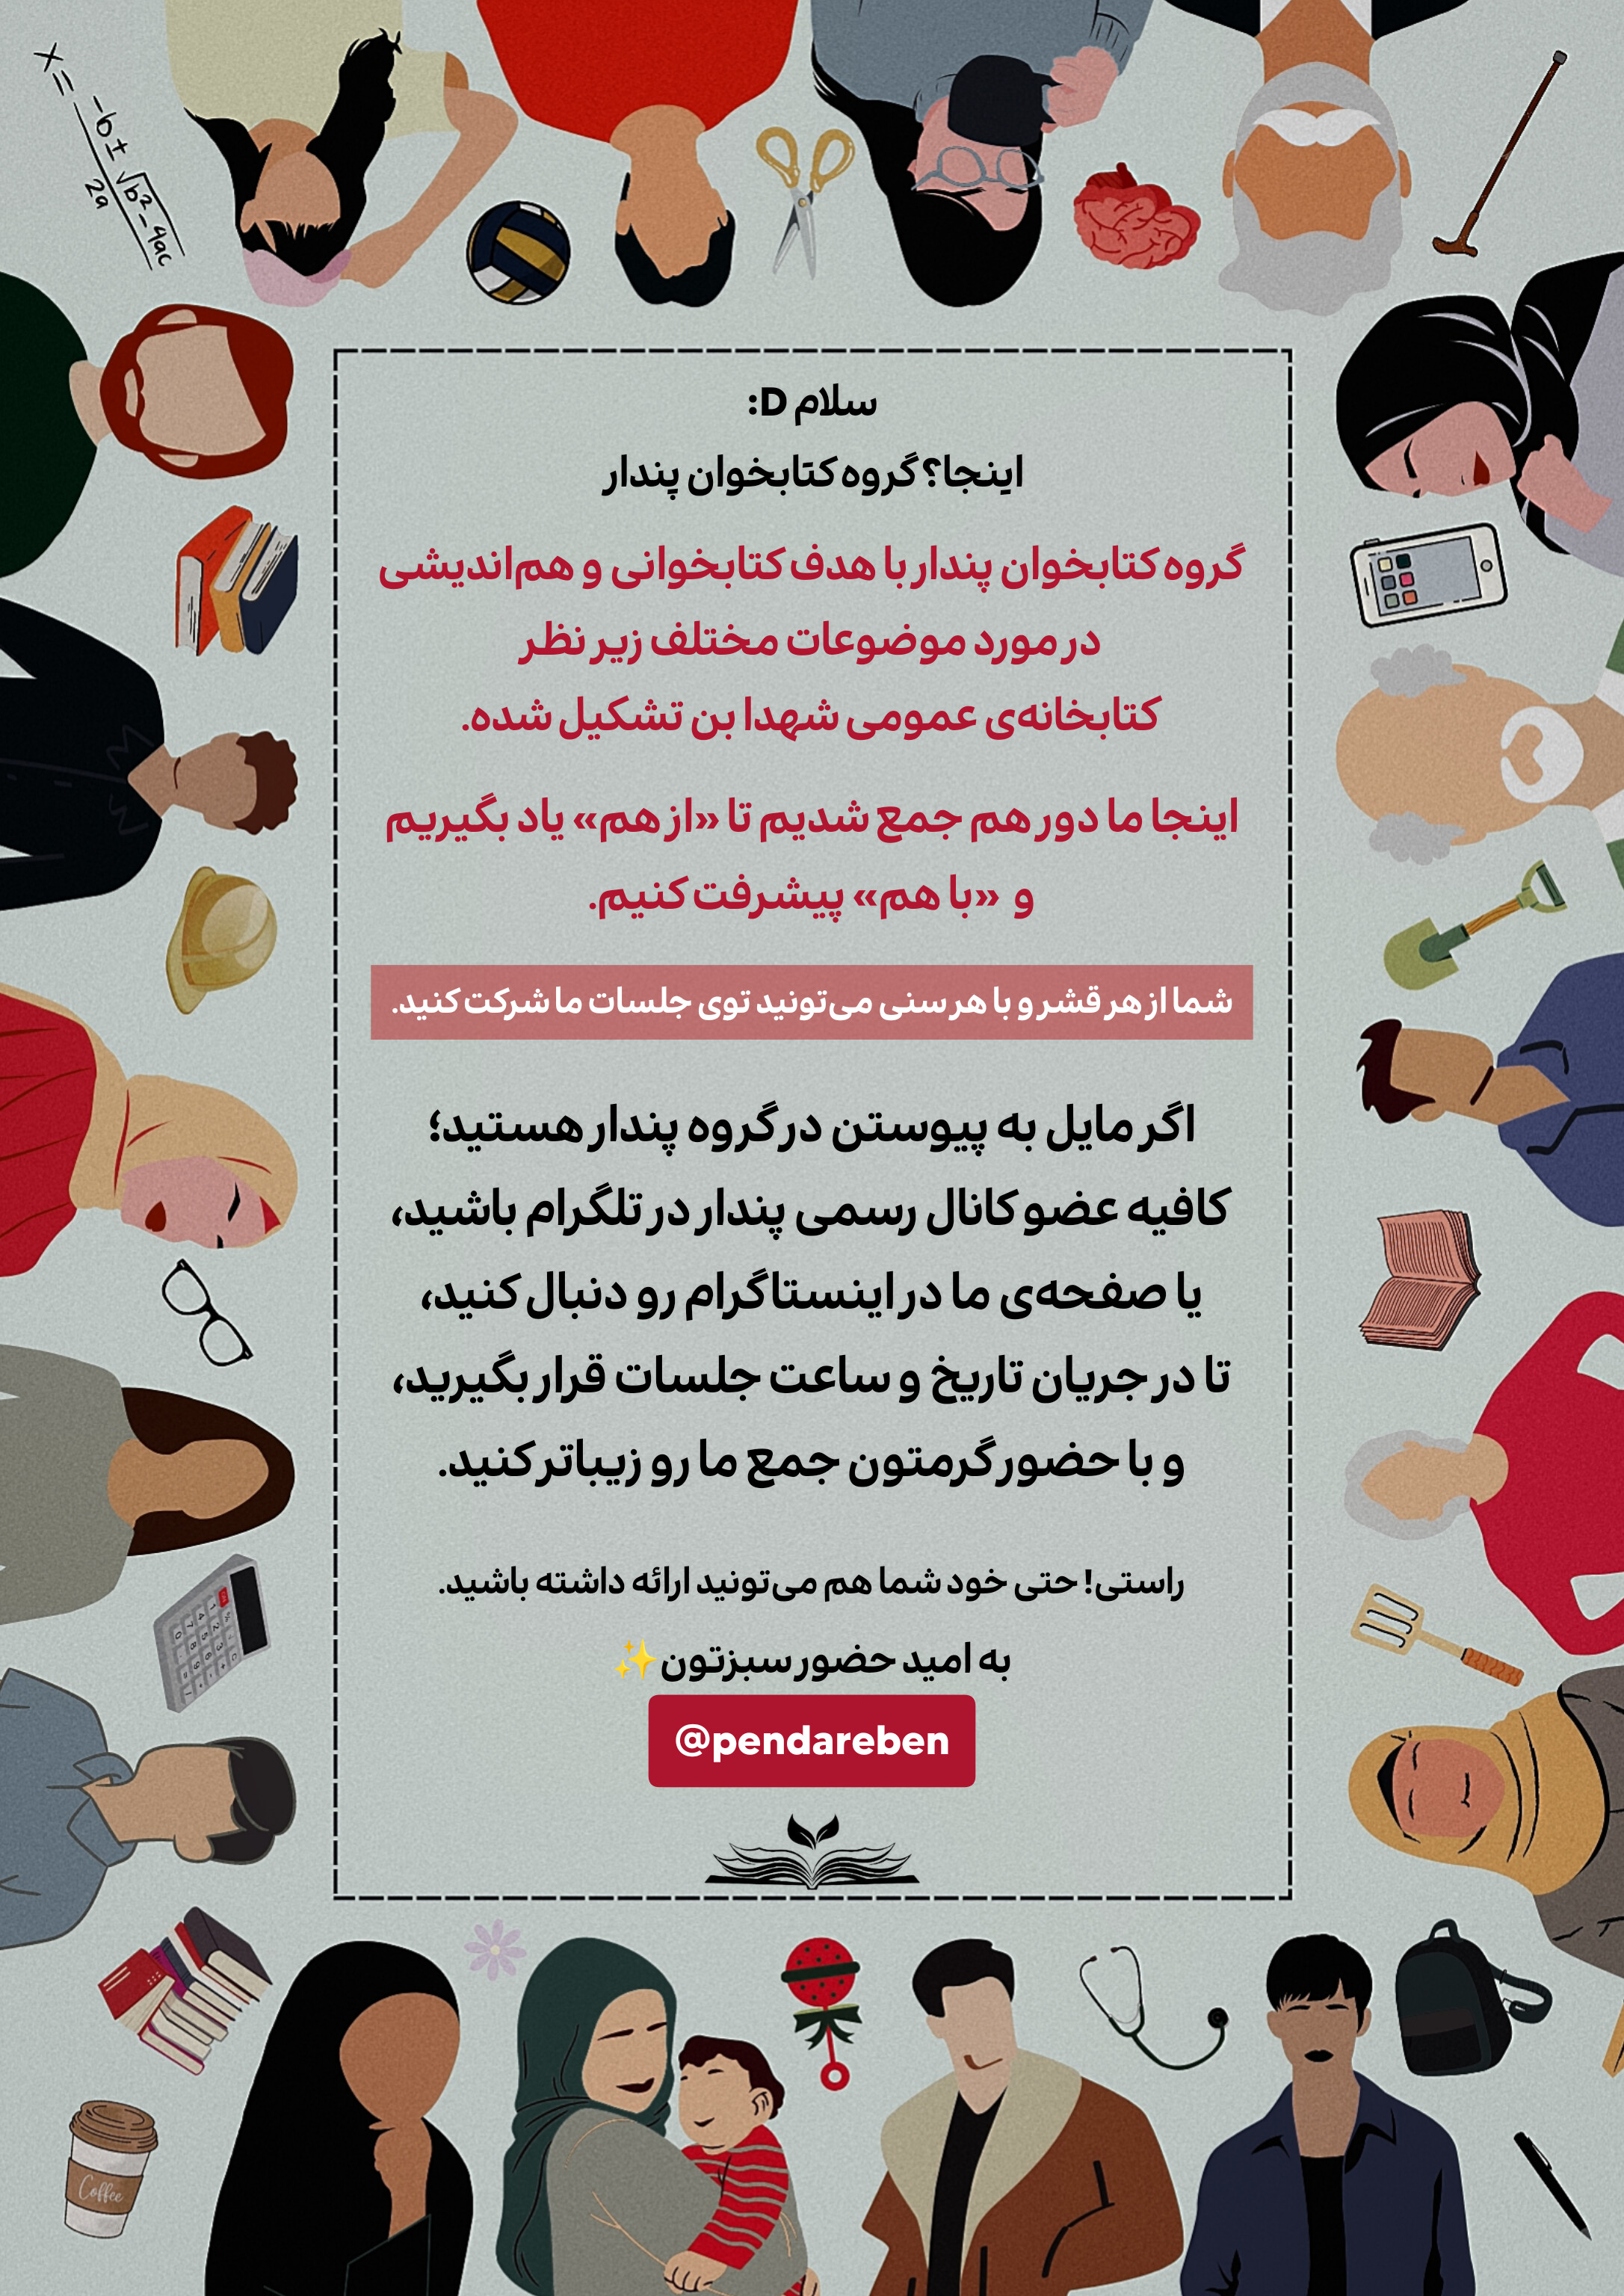 x = -b ± √b² - 4ac
2a
سلام D:
اینجا؟ گروه کتابخوان پندار
گروه کتابخوان پندار با هدف کتابخوانی و هم‌اندیشی
در مورد موضوعات مختلف زیر نظر
کتابخانه‌ی عمومی شهدا بن تشکیل شده.
اینجا ما دور هم جمع شدیم تا «از هم» یاد بگیریم
و «با هم» پیشرفت کنیم.
شما از هر قشر و با هر سنی می‌تونید توی جلسات ما شرکت کنید.
اگر مایل به پیوستن در گروه پندار هستید؛
کافیه عضو کانال رسمی پندار در تلگرام باشید،
یا صفحه‌ی ما در اینستاگرام رو دنبال کنید،
تا در جریان تاریخ و ساعت جلسات قرار بگیرید،
و با حضور گرمتون جمع ما رو زیباتر کنید.
راستی! حتی خود شما هم می‌تونید ارائه داشته باشید.
به امید حضور سبزتون✨
@pendareben
Coffee